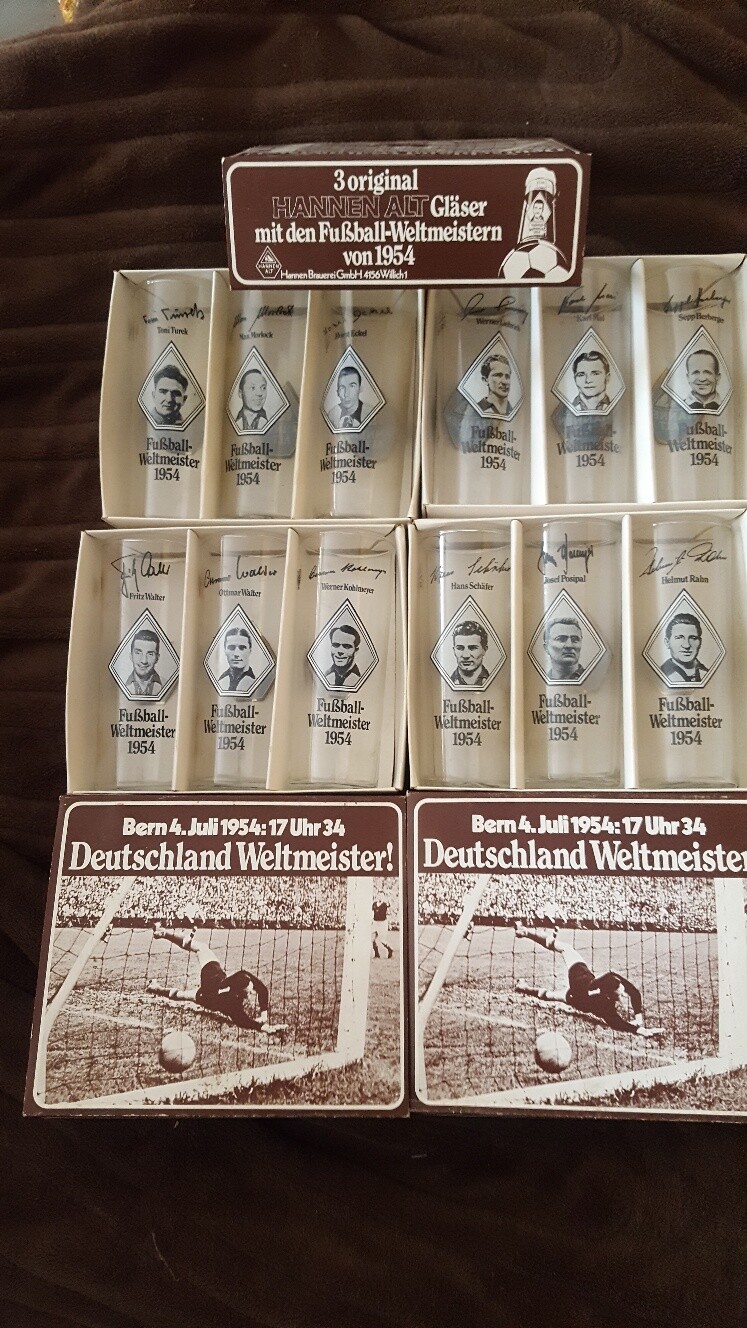 3 original
HANNEN ALT Gläser
mit den Fußball-Weltmeistern
von 1954
HANNEN
ALT
Hannen Brauerei GmbH 4156 Willich 1
Toni Turek
Fußball-
Weltmeister
1954
Max Morlock
Fußball-
Weltmeister
1954
Horst Eckel
Fußball-
Weltmeister
1954
Werner Liebrich
Fußball-
Weltmeister
1954
Karl Mai
Fußball-
Weltmeister
1954
Sepp Herberger
Fußball-
Weltmeister
1954
Fritz Walter
Fußball-
Weltmeister
1954
Ottmar Walter
Fußball-
Weltmeister
1954
Werner Kohlmeyer
Fußball-
Weltmeister
1954
Hans Schäfer
Fußball-
Weltmeister
1954
Josef Posipal
Fußball-
Weltmeister
1954
Helmut Rahn
Fußball-
Weltmeister
1954
Bern 4. Juli 1954: 17 Uhr 34
Deutschland Weltmeister!
Bern 4. Juli 1954: 17 Uhr 34
Deutschland Weltmeister